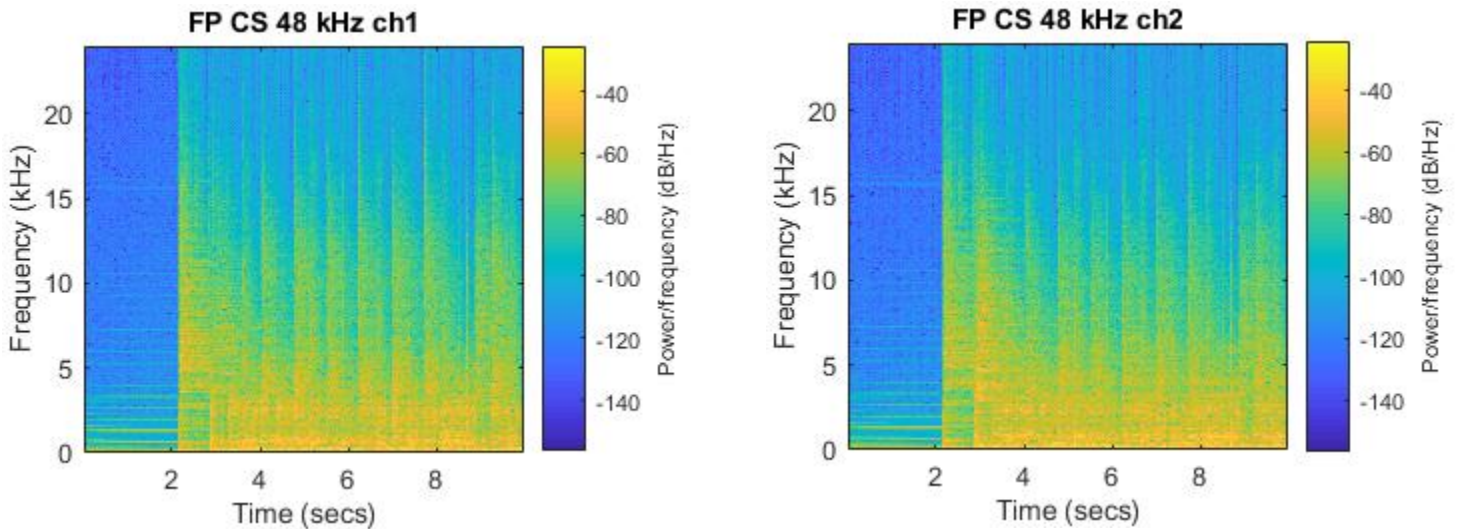 FP CS 48 kHz ch1
20
15
10
5
0
Frequency (kHz)
2 4 6 8
Time (secs)
-40
-60
-80
-100
-120
-140
Power/frequency (dB/Hz)
FP CS 48 kHz ch2
20
15
10
5
0
Frequency (kHz)
2 4 6 8
Time (secs)
-40
-60
-80
-100
-120
-140
Power/frequency (dB/Hz)